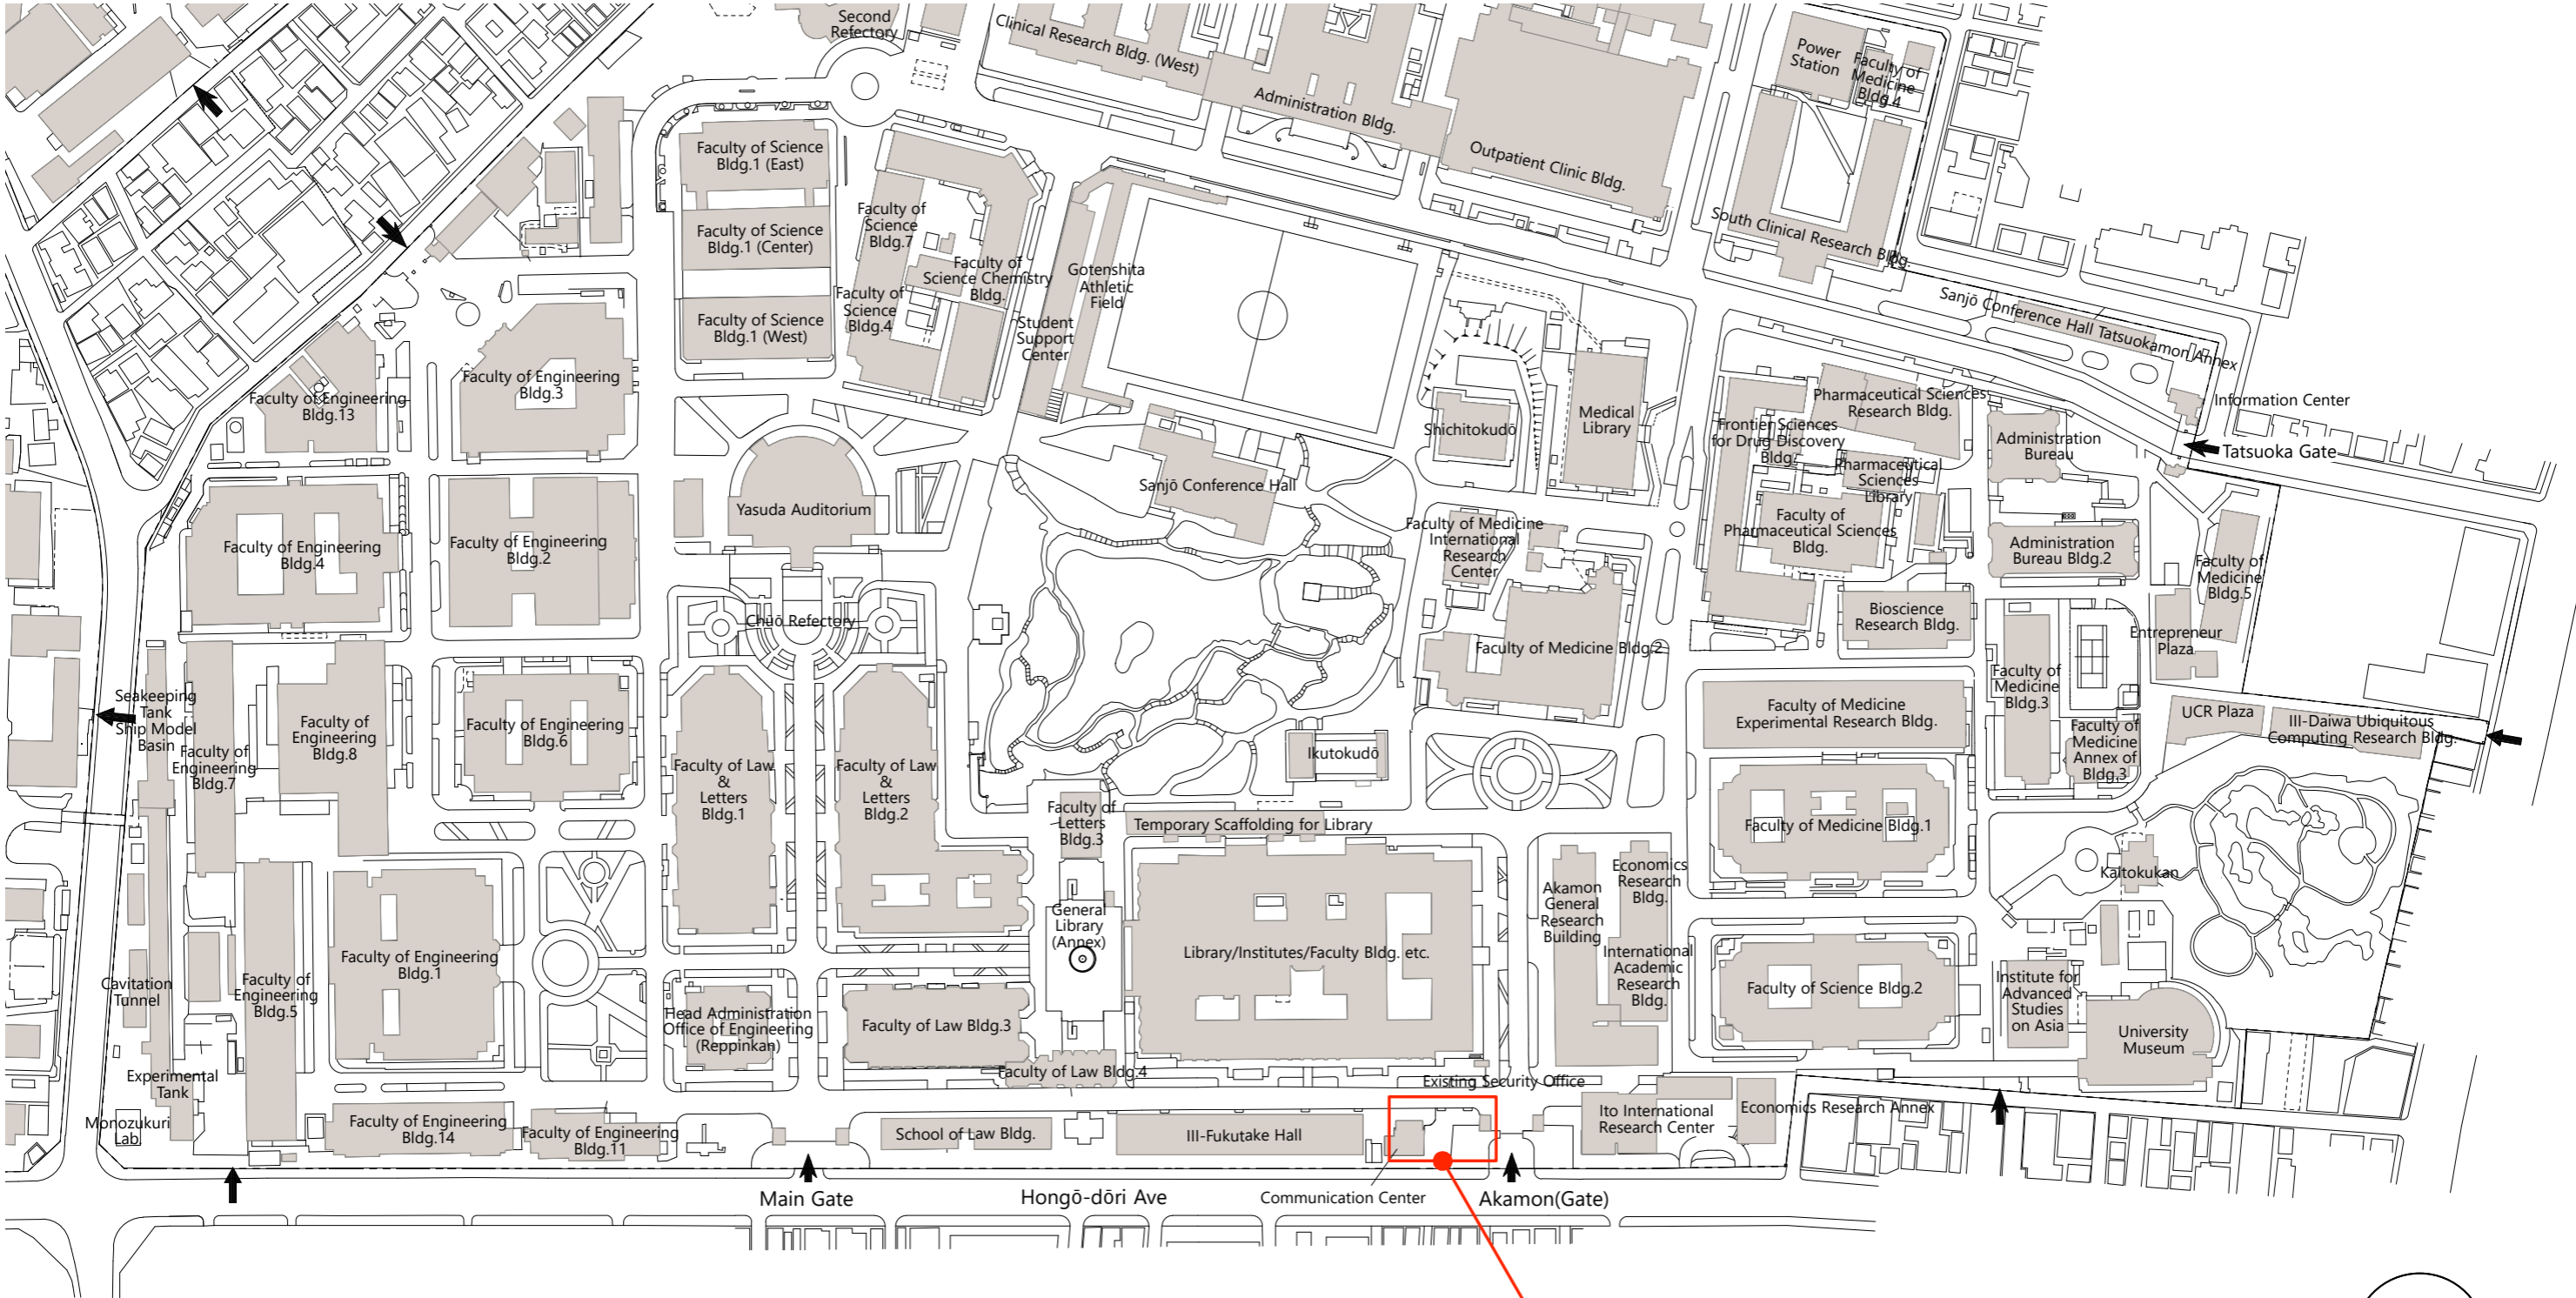 Second
Refectory
Clinical Research Bldg. (West)
Administration Bldg.
Outpatient Clinic Bldg.
Power
Station
Faculty of
Medicine
Bldg.4
Faculty of Science
Bldg.1 (East)
Faculty of Science
Bldg.1 (Center)
Faculty of Science
Bldg.1 (West)
Faculty of
Science
Bldg.7
Faculty of
Science Chemistry
Bldg.
Faculty of
Science
Bldg.4
Gotenshita
Athletic
Field
Student
Support
Center
South Clinical Research Bldg.
Sanjō Conference Hall Tatsuokamon Annex
Information Center
Tatsuoka Gate
Faculty of Engineering
Bldg.13
Faculty of Engineering
Bldg.3
Yasuda Auditorium
Sanjō Conference Hall
Shichitokudō
Medical
Library
Pharmaceutical Sciences
Research Bldg.
Frontier Sciences
for Drug Discovery
Bldg.
Pharmaceutical
Sciences
Library
Faculty of
Pharmaceutical Sciences
Bldg.
Administration
Bureau
Administration
Bureau Bldg.2
Faculty of
Medicine
Bldg.5
Faculty of Engineering
Bldg.4
Faculty of Engineering
Bldg.2
Faculty of Medicine
International
Research
Center
Chūō Refectory
Faculty of Medicine Bldg.2
Bioscience
Research Bldg.
Entrepreneur
Plaza
Faculty of
Medicine
Bldg.3
Faculty of
Medicine
Annex of
Bldg.3
UCR Plaza
III-Daiwa Ubiquitous
Computing Research Bldg.
Seakeeping
Tank
Ship Model
Basin
Faculty of
Engineering
Bldg.7
Faculty of
Engineering
Bldg.8
Faculty of Engineering
Bldg.6
Faculty of Law
&
Letters
Bldg.1
Faculty of Law
&
Letters
Bldg.2
Ikutokudō
Faculty of Medicine
Experimental Research Bldg.
Faculty of
Letters
Bldg.3
Temporary Scaffolding for Library
Faculty of Medicine Bldg.1
Kaitokukan
General
Library
(Annex)
Library/Institutes/Faculty Bldg. etc.
Akamon
General
Research
Building
Economics
Research
Bldg.
International
Academic
Research
Bldg.
Faculty of Science Bldg.2
Institute for
Advanced
Studies
on Asia
University
Museum
Cavitation
Tunnel
Faculty of
Engineering
Bldg.5
Faculty of Engineering
Bldg.1
Head Administration
Office of Engineering
(Reppinkan)
Faculty of Law Bldg.3
Faculty of Law Bldg.4
Existing Security Office
Experimental
Tank
Monozukuri
Lab.
Faculty of Engineering
Bldg.14
Faculty of Engineering
Bldg.11
School of Law Bldg.
III-Fukutake Hall
Ito International
Research Center
Economics Research Annex
Main Gate
Hongō-dōri Ave
Communication Center
Akamon(Gate)